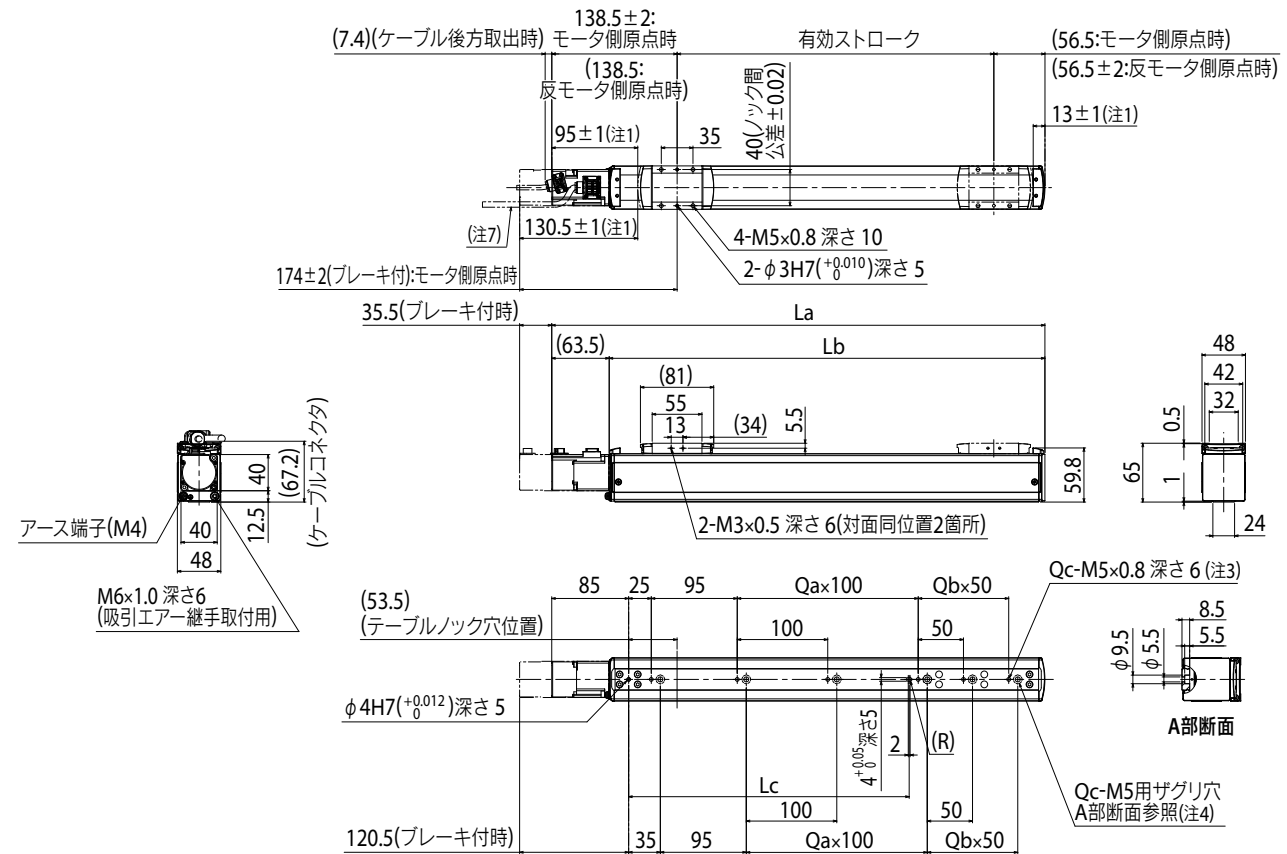 (7.4)(ケーブル後方取出時)
138.5±2:
モータ側原点時
(138.5:
反モータ側原点時)
有効ストローク
(56.5:モータ側原点時)
(56.5±2:反モータ側原点時)
13±1(注1)
95±1(注1)
35
40(ノック間
公差±0.02)
(注7)
130.5±1(注1)
4-M5×0.8 深さ 10
2-φ3H7(+0.010 0)深さ 5
174±2(ブレーキ付):モータ側原点時
35.5(ブレーキ付時)
La
(63.5)
Lb
(81)
55
13
(34)
5.5
59.8
2-M3×0.5 深さ 6(対面同位置2箇所)
48
42
32
0.5
65
1
24
40
12.5
(67.2)
(ケーブルコネクタ)
アース端子(M4)
40
48
M6×1.0 深さ6
(吸引エアー継手取付用)
85
25
95
Qa×100
Qb×50
Qc-M5×0.8 深さ 6 (注3)
(53.5)
(テーブルノック穴位置)
100
50
φ4H7(+0.012 0)深さ 5
4+0.05 0 深さ5
2
(R)
Lc
100
50
Qc-M5用ザグリ穴
A部断面参照(注4)
120.5(ブレーキ付時)
35
95
Qa×100
Qb×50
8.5
5.5
φ9.5
φ5.5
A部断面